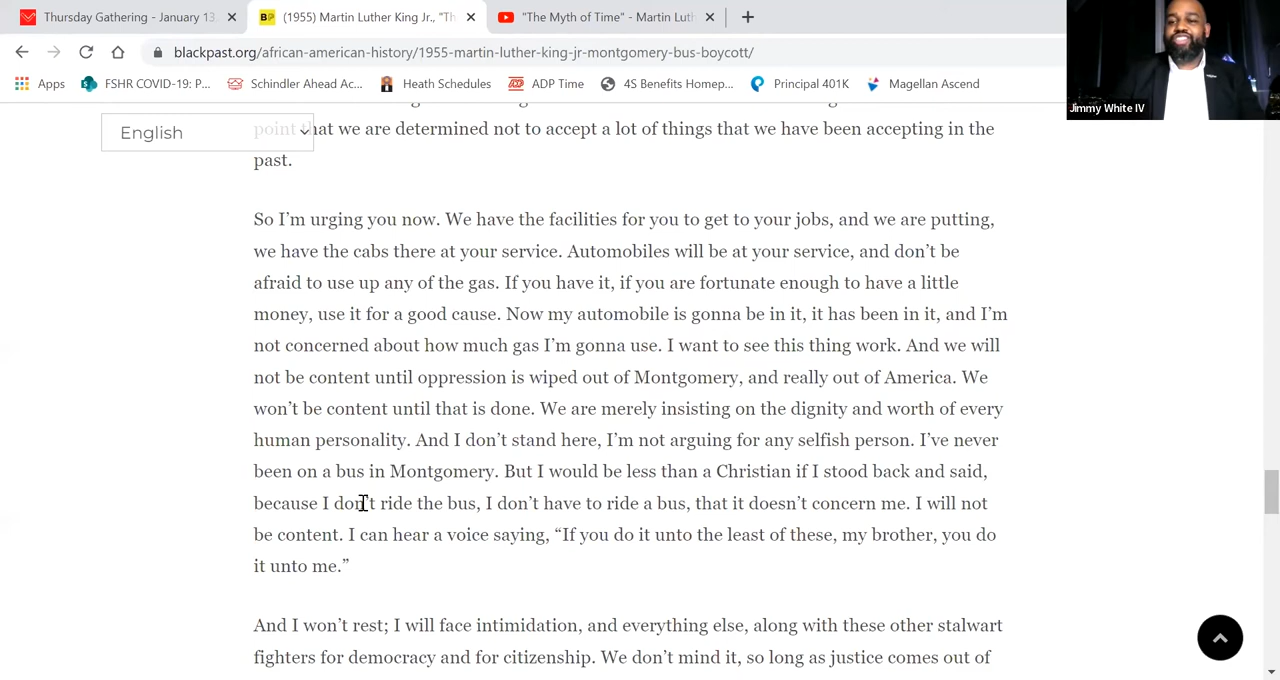 Thursday Gathering - January 13
(1955) Martin Luther King Jr., "Th
"The Myth of Time" - Martin Luth
blackpast.org/african-american-history/1955-martin-luther-king-jr-montgomery-bus-boycott/
Apps FSHR COVID-19: P... Schindler Ahead Ac... Heath Schedules ADP Time 4S Benefits Homep... Principal 401K Magellan Ascend
Jimmy White IV
English
point that we are determined not to accept a lot of things that we have been accepting in the
past.
So I'm urging you now. We have the facilities for you to get to your jobs, and we are putting,
we have the cabs there at your service. Automobiles will be at your service, and don't be
afraid to use up any of the gas. If you have it, if you are fortunate enough to have a little
money, use it for a good cause. Now my automobile is gonna be in it, it has been in it, and I'm
not concerned about how much gas I'm gonna use. I want to see this thing work. And we will
not be content until oppression is wiped out of Montgomery, and really out of America. We
won't be content until that is done. We are merely insisting on the dignity and worth of every
human personality. And I don't stand here, I'm not arguing for any selfish person. I've never
been on a bus in Montgomery. But I would be less than a Christian if I stood back and said,
because I don't ride the bus, I don't have to ride a bus, that it doesn't concern me. I will not
be content. I can hear a voice saying, “If you do it unto the least of these, my brother, you do
it unto me.”
And I won't rest; I will face intimidation, and everything else, along with these other stalwart
fighters for democracy and for citizenship. We don't mind it, so long as justice comes out of